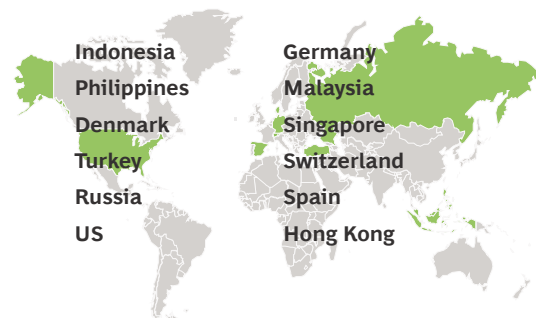 Indonesia
Philippines
Denmark
Turkey
Russia
US
Germany
Malaysia
Singapore
Switzerland
Spain
Hong Kong